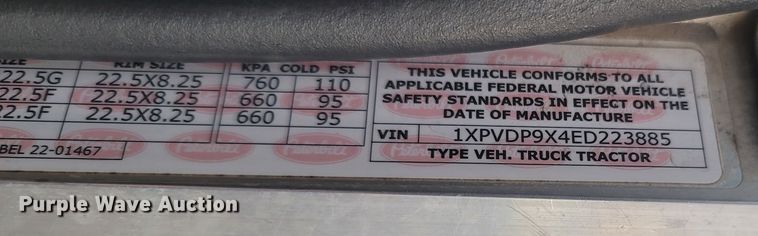 RIM SIZE KPA COLD PSI
22.5G 22.5X8.25 760 110
22.5F 22.5X8.25 660 95
22.5F 22.5X8.25 660 95
22-01467
THIS VEHICLE CONFORMS TO ALL
APPLICABLE FEDERAL MOTOR VEHICLE
SAFETY STANDARDS IN EFFECT ON THE
DATE OF MANUFACTURE
VIN 1XPVDP9X4ED223885
TYPE VEH. TRUCK TRACTOR
Peterbilt
Purple Wave Auction